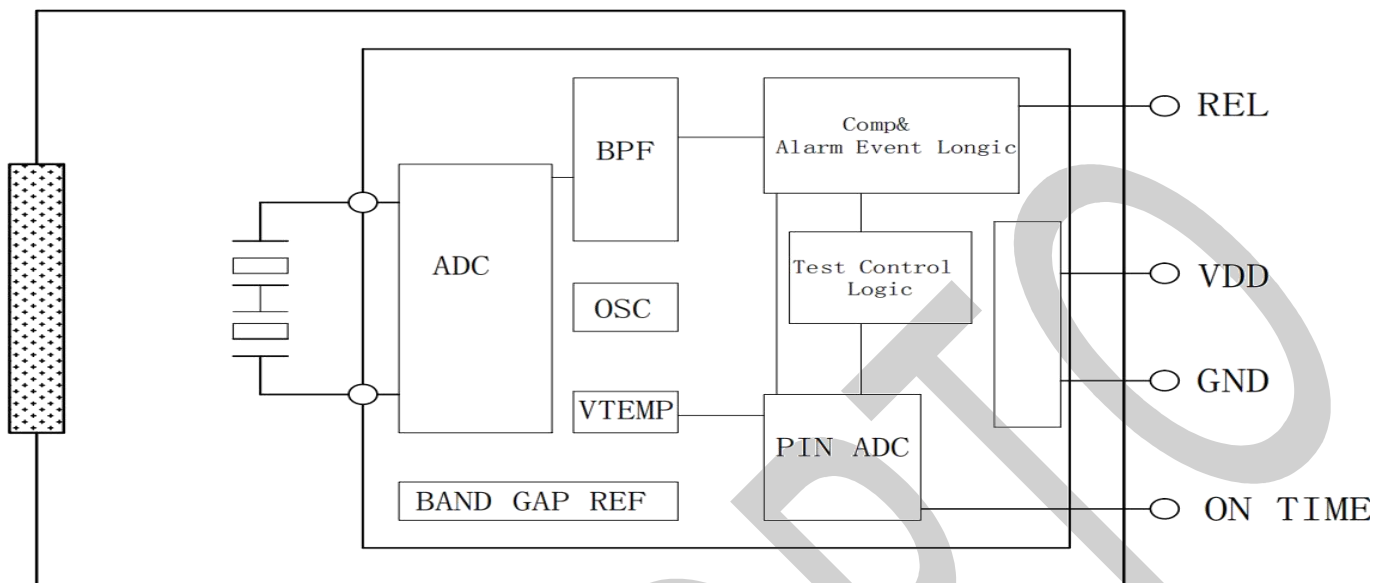 REL
Comp&
Alarm Event Longic
BPF
ADC
Test Control
Logic
VDD
OSC
GND
VTEMP
PIN ADC
BAND GAP REF
ON TIME